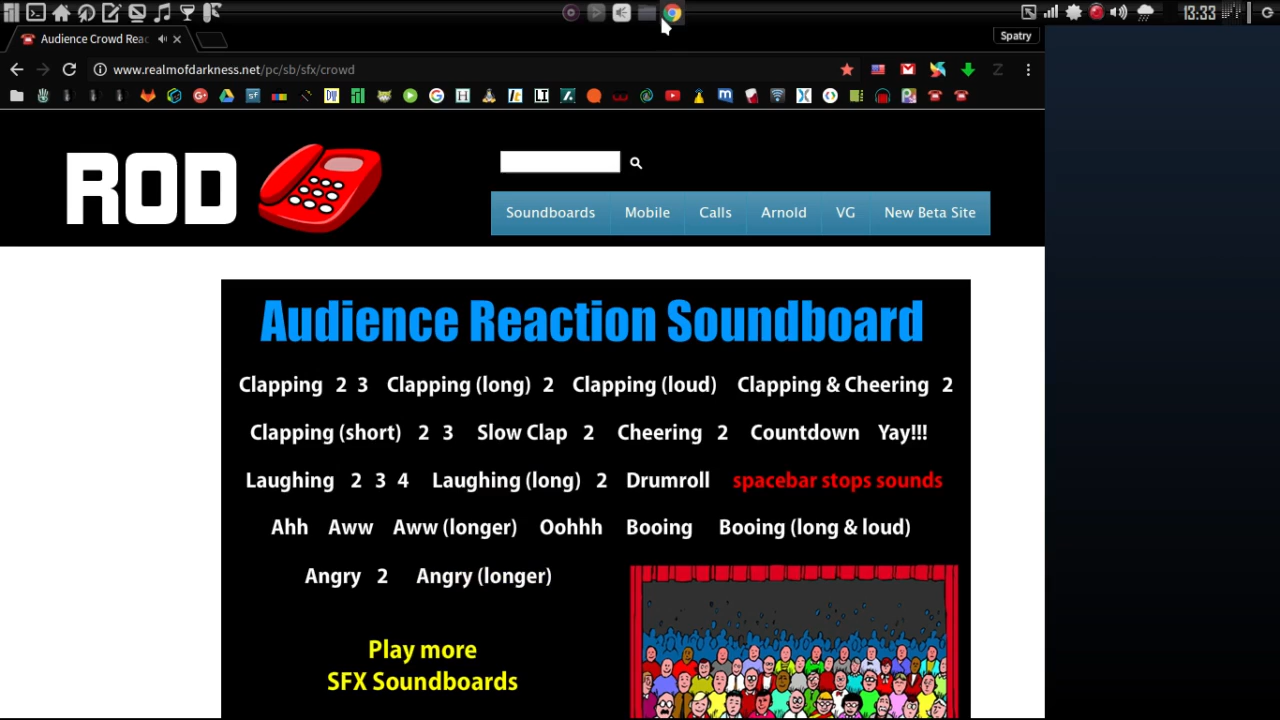 13:33
Audience Crowd Rea
Spatry
www.realmofdarkness.net/pc/sb/sfx/crowd
ROD
Soundboards Mobile Calls Arnold VG New Beta Site
Audience Reaction Soundboard
Clapping 2 3 Clapping (long) 2 Clapping (loud) Clapping & Cheering 2
Clapping (short) 2 3 Slow Clap 2 Cheering 2 Countdown Yay!!!
Laughing 2 3 4 Laughing (long) 2 Drumroll spacebar stops sounds
Ahh Aww Aww (longer) Oohhh Booing Booing (long & loud)
Angry 2 Angry (longer)
Play more
SFX Soundboards